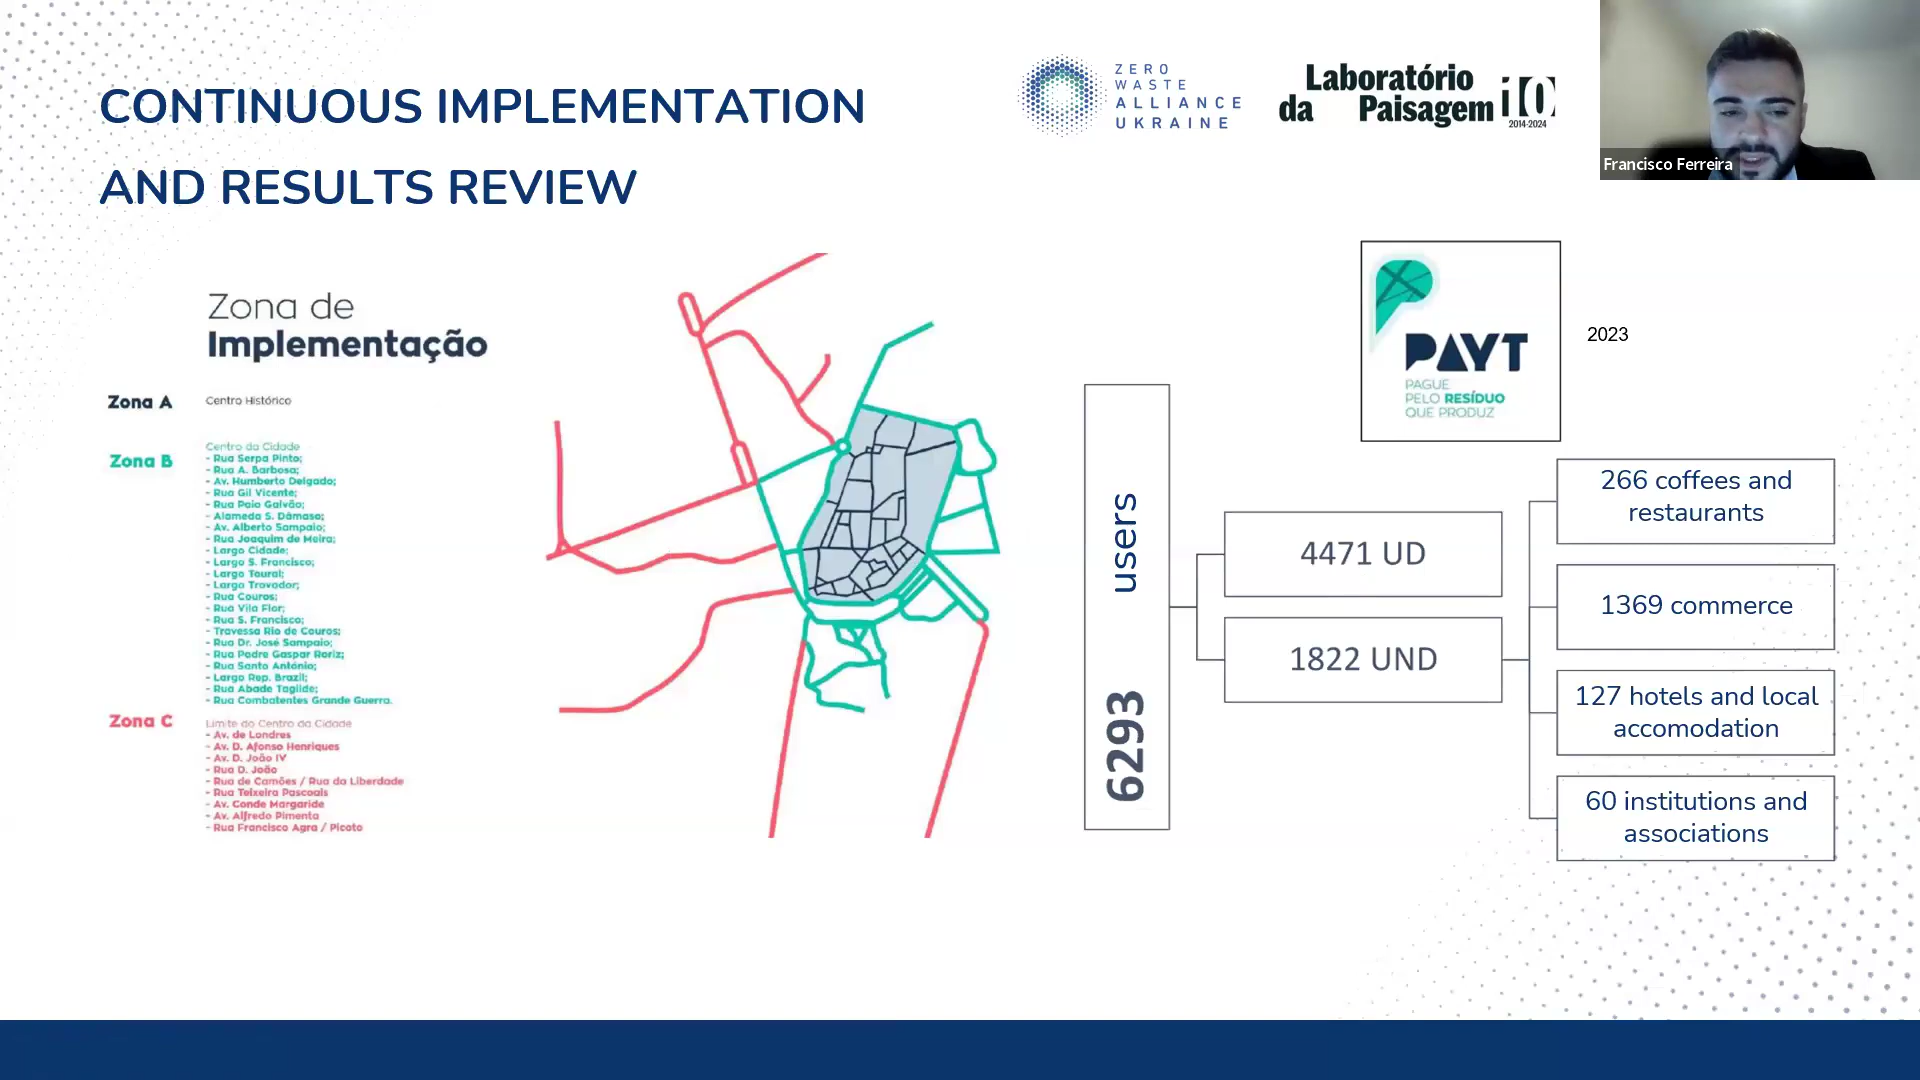 CONTINUOUS IMPLEMENTATION
AND RESULTS REVIEW
ZERO
WASTE
ALLIANCE
UKRAINE
Laboratório
da Paisagem
2014-2024
Francisco Ferreira
Zona de
Implementação
Zona A
Centro Histórico
Zona B
Centro da Cidade
- Rua Serpa Pinto;
- Rua A. Barbosa;
- Av. Humberto Delgado;
- Rua Gil Vicente;
- Rua Paio Galvão;
- Alameda S. Dâmaso;
- Av. Alberto Sampaio;
- Rua Joaquim de Meira;
- Largo Cidade;
- Largo S. Francisco;
- Largo Toural;
- Largo Trovador;
- Rua Couros;
- Rua Vila Flor;
- Rua S. Francisco;
- Travessa Rio de Couros;
- Rua Dr. José Sampaio;
- Rua Padre Gaspar Roriz;
- Rua Santo António;
- Largo Rep. Brazil;
- Rua Abade Tagilde;
- Rua Combatentes Grande Guerra.
Zona C
Limite do Centro da Cidade
- Av. de Londres
- Av. D. Afonso Henriques
- Av. D. João IV
- Rua D. João
- Rua de Camões / Rua da Liberdade
- Rua Teixeira Pascoais
- Av. Conde Margaride
- Av. Alfredo Pimenta
- Rua Francisco Agra / Picoto
PAYT
PAGUE
PELO RESÍDUO
QUE PRODUZ
2023
6293 users
4471 UD
1822 UND
266 coffees and
restaurants
1369 commerce
127 hotels and local
accomodation
60 institutions and
associations